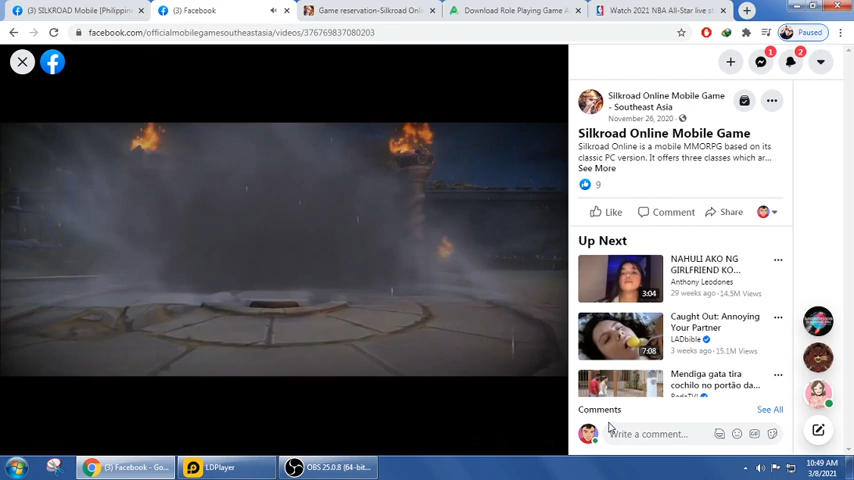 (3) SILKROAD Mobile [Philippin
(3) Facebook
Game reservation-Silkroad Onlin
Download Role Playing Game A
Watch 2021 NBA All-Star live st
facebook.com/officialmobilegamesoutheastasia/videos/376769837080203
Paused
1
2
Silkroad Online Mobile Game
- Southeast Asia
November 26, 2020
Silkroad Online Mobile Game
Silkroad Online is a mobile MMORPG based on its
classic PC version. It offers three classes which ar...
See More
9
Like
Comment
Share
Up Next
NAHULI AKO NG
GIRLFRIEND KO...
Anthony Leodones
29 weeks ago · 14.5M Views
3:04
Caught Out: Annoying
Your Partner
LADbible
3 weeks ago · 15.1M Views
7:08
Mendiga gata tira
cochilo no portão da...
RedeTV!
Comments
See All
Write a comment...
GIF
(3) Facebook - Go...
LDPlayer
OBS 25.0.8 (64-bit...
10:49 AM
3/8/2021